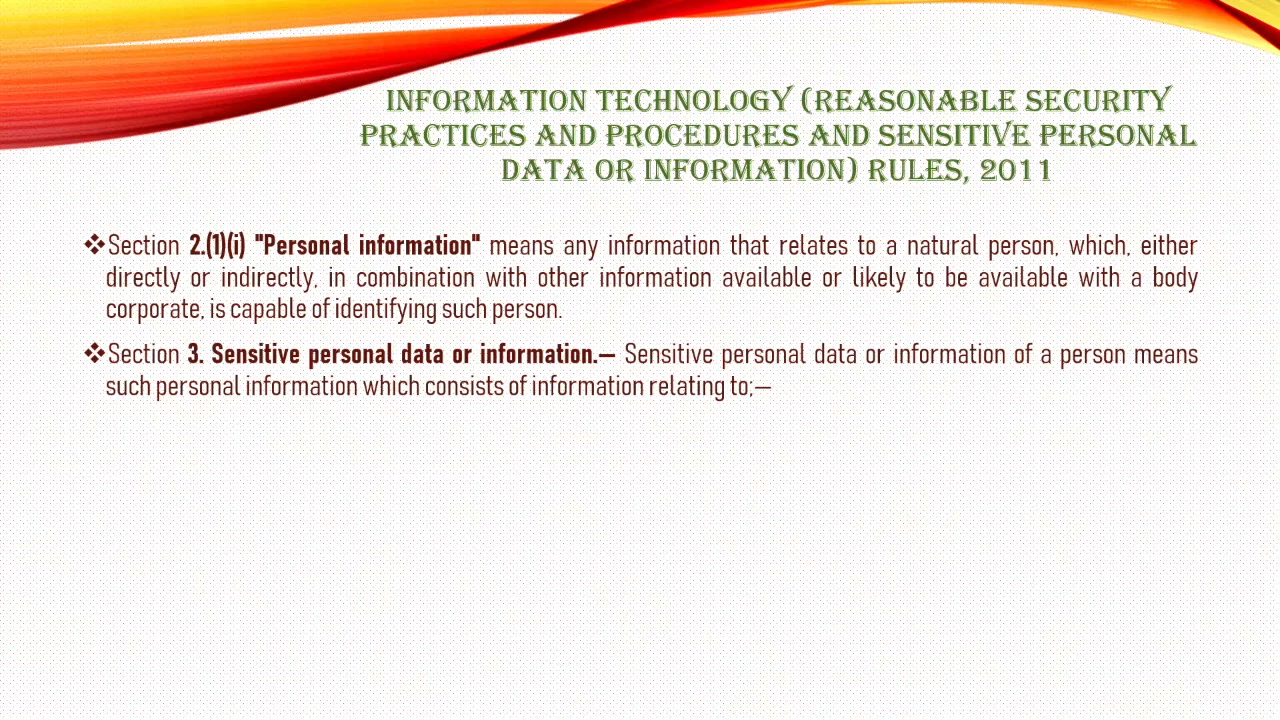 INFORMATION TECHNOLOGY (REASONABLE SECURITY
PRACTICES AND PROCEDURES AND SENSITIVE PERSONAL
DATA OR INFORMATION) RULES, 2011
❖Section 2.(1)(i) "Personal information" means any information that relates to a natural person, which, either
directly or indirectly, in combination with other information available or likely to be available with a body
corporate, is capable of identifying such person.
❖Section 3. Sensitive personal data or information.— Sensitive personal data or information of a person means
such personal information which consists of information relating to;—